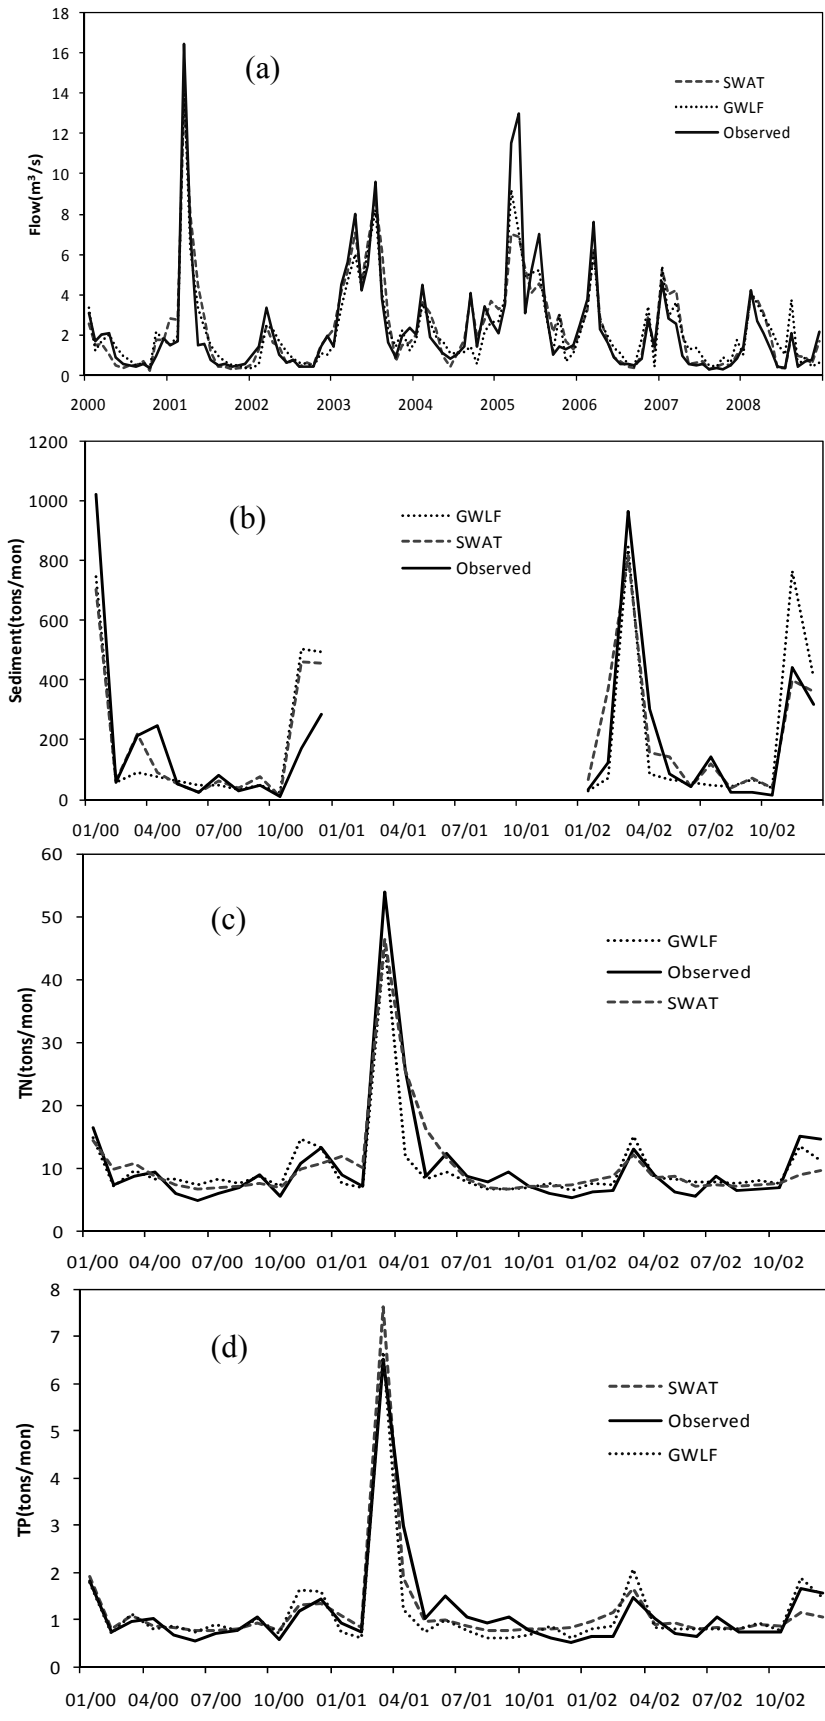 18
(a)
16
SWAT
14
GWLF
12
Observed
10
Flow(m³/s)
8
6
4
2
0
2000 2001 2002 2003 2004 2005 2006 2007 2008
1200
(b)
GWLF
1000
SWAT
Observed
800
Sediment(tons/mon)
600
400
200
0
01/00 04/00 07/00 10/00 01/01 04/01 07/01 10/01 01/02 04/02 07/02 10/02
60
(c)
50
GWLF
Observed
40
SWAT
TN(tons/mon)
30
20
10
0
01/00 04/00 07/00 10/00 01/01 04/01 07/01 10/01 01/02 04/02 07/02 10/02
8
(d)
7
SWAT
6
Observed
5
GWLF
TP(tons/mon)
4
3
2
1
0
01/00 04/00 07/00 10/00 01/01 04/01 07/01 10/01 01/02 04/02 07/02 10/02